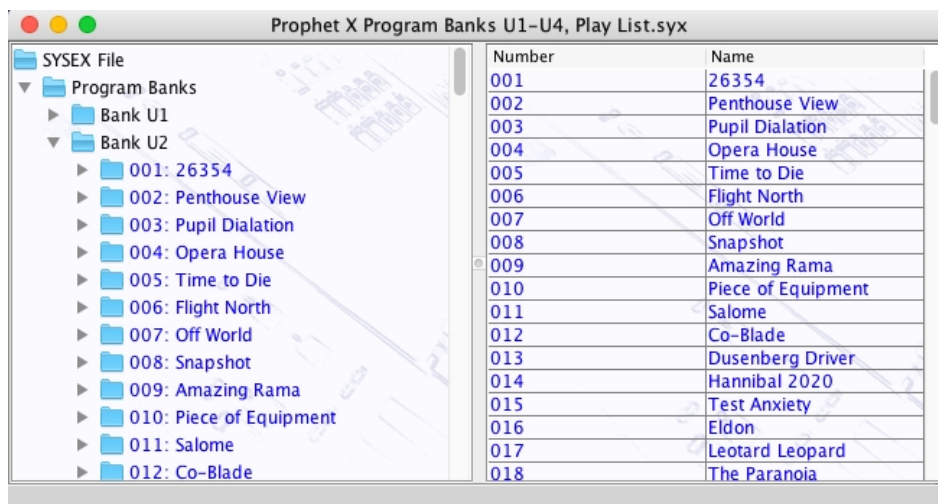 Prophet X Program Banks U1-U4, Play List.syx
SYSEX File
Program Banks
Bank U1
Bank U2
001: 26354
002: Penthouse View
003: Pupil Dialation
004: Opera House
005: Time to Die
006: Flight North
007: Off World
008: Snapshot
009: Amazing Rama
010: Piece of Equipment
011: Salome
012: Co-Blade
Number Name
001 26354
002 Penthouse View
003 Pupil Dialation
004 Opera House
005 Time to Die
006 Flight North
007 Off World
008 Snapshot
009 Amazing Rama
010 Piece of Equipment
011 Salome
012 Co-Blade
013 Dusenberg Driver
014 Hannibal 2020
015 Test Anxiety
016 Eldon
017 Leotard Leopard
018 The Paranoia